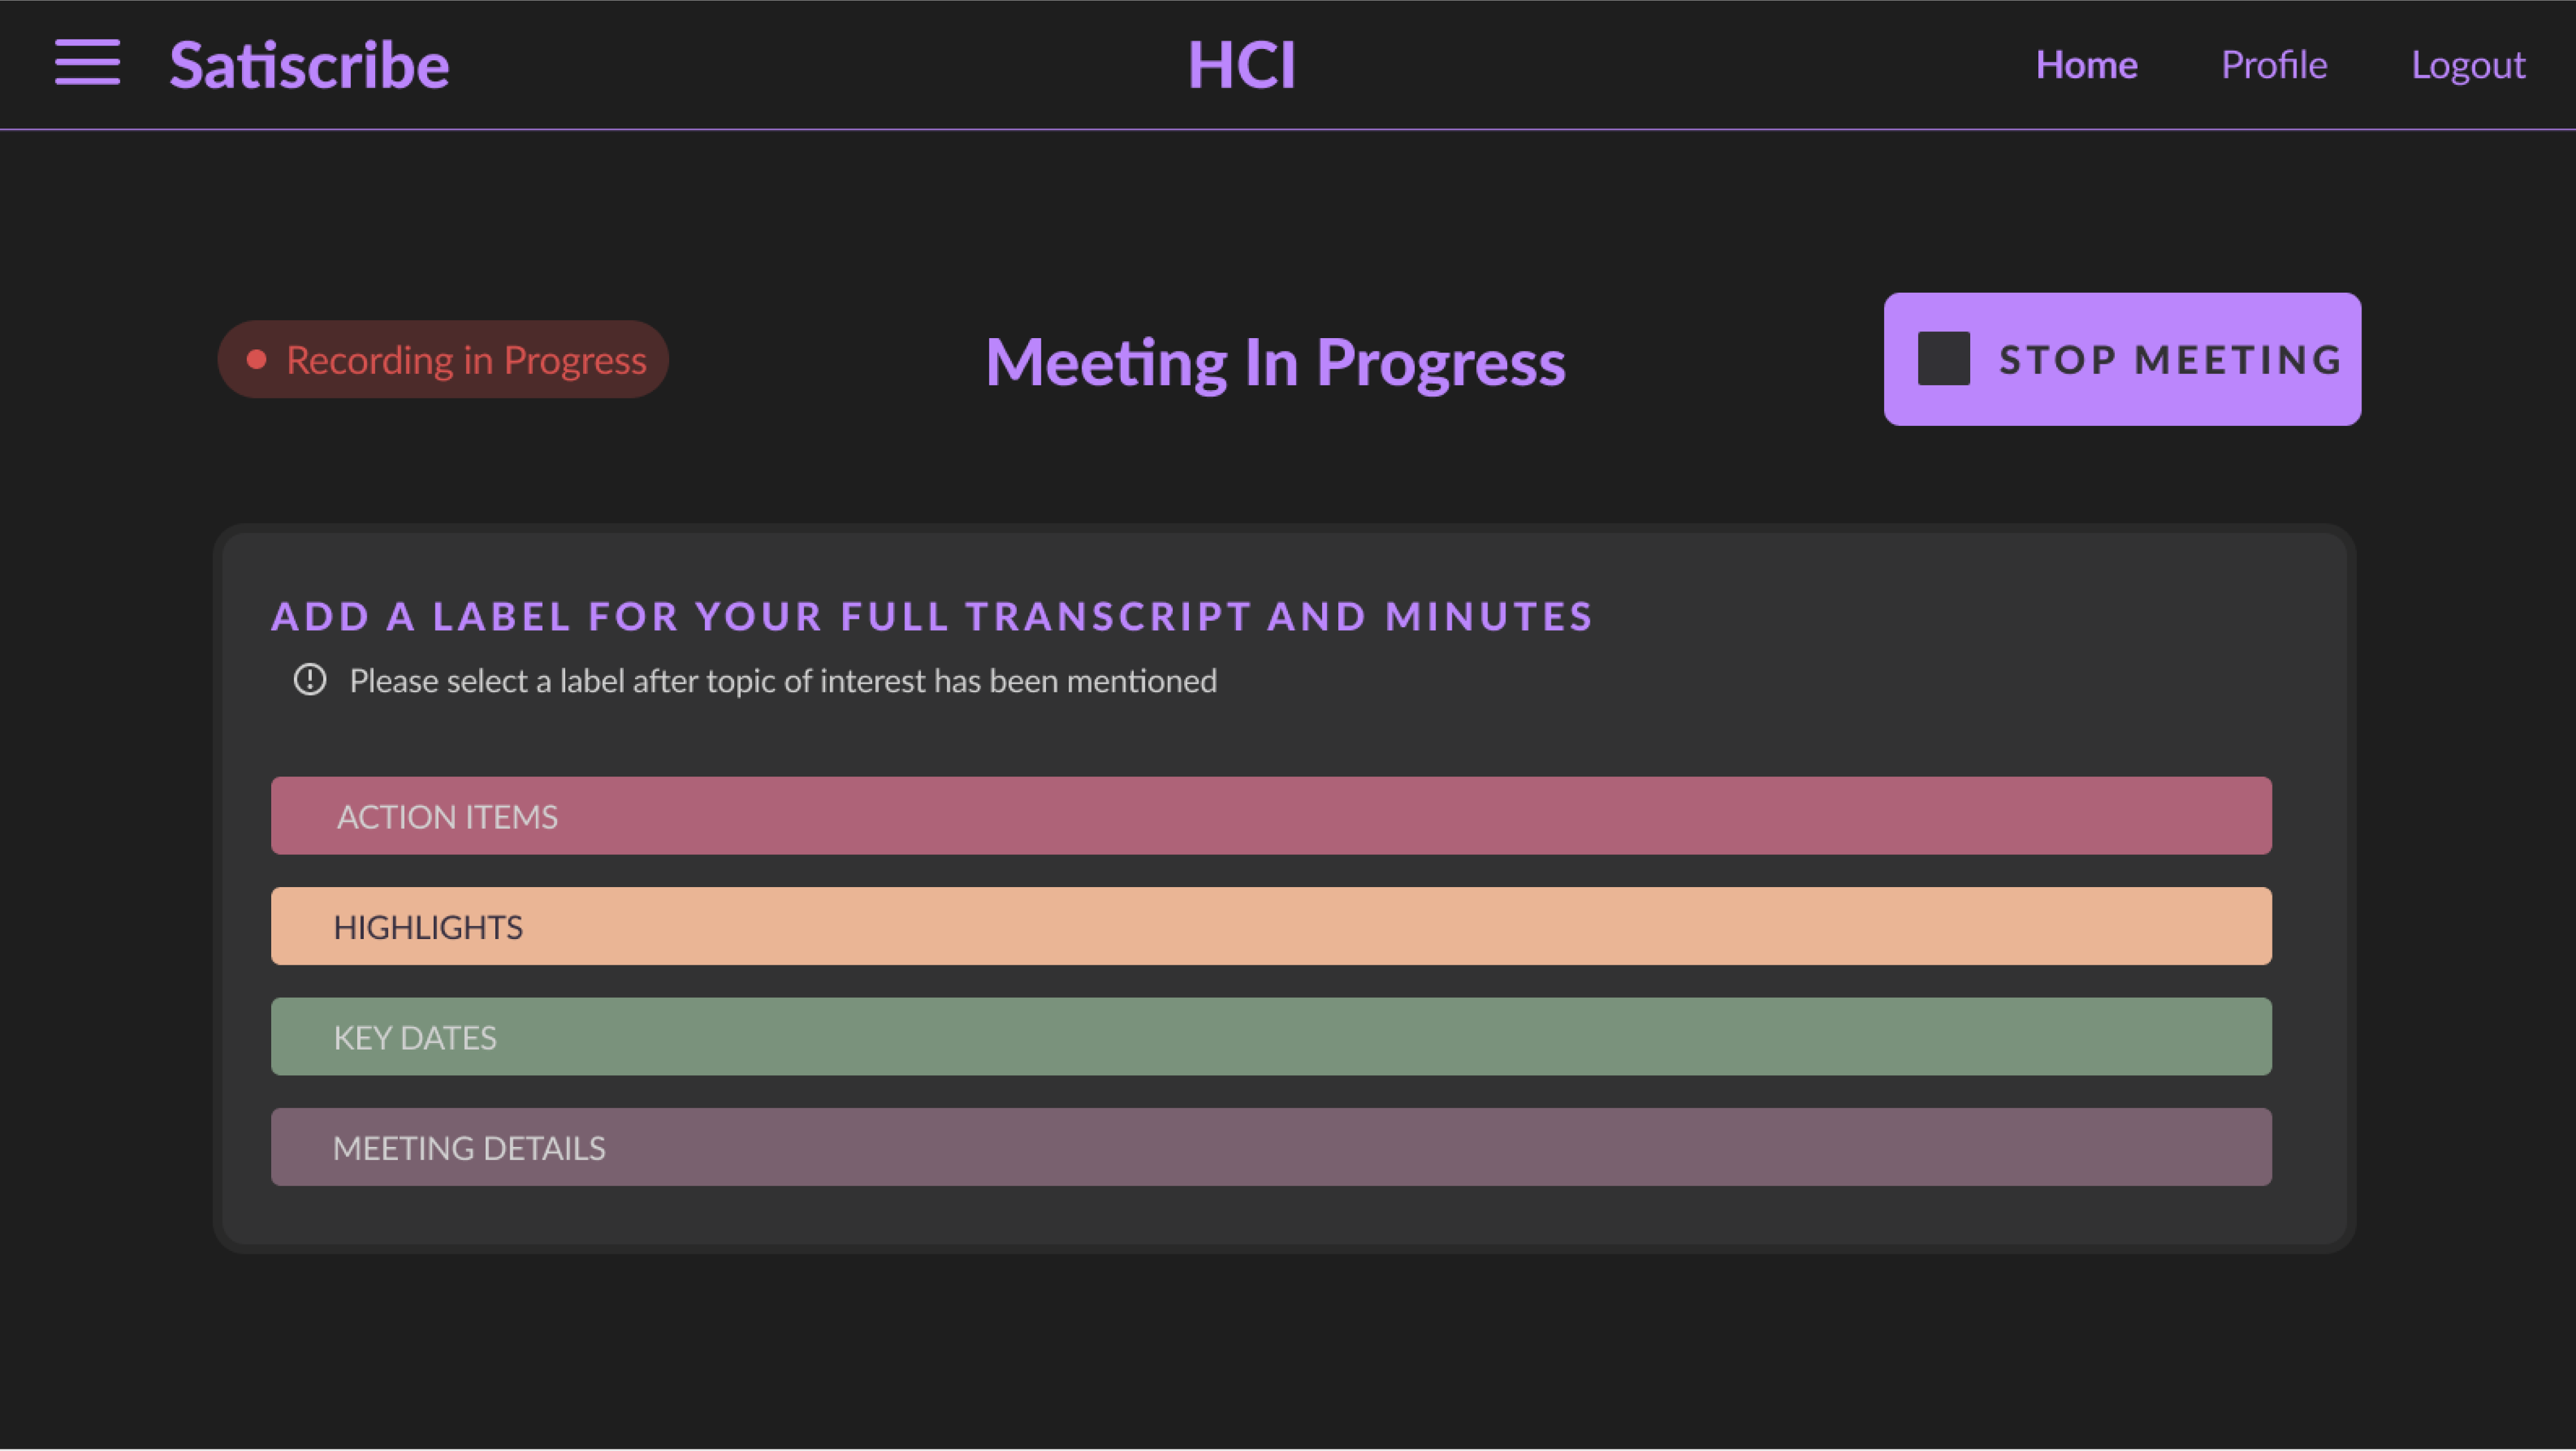 Satiscribe
HCI
Home
Profile
Logout
Recording in Progress
Meeting In Progress
STOP MEETING
ADD A LABEL FOR YOUR FULL TRANSCRIPT AND MINUTES
Please select a label after topic of interest has been mentioned
ACTION ITEMS
HIGHLIGHTS
KEY DATES
MEETING DETAILS